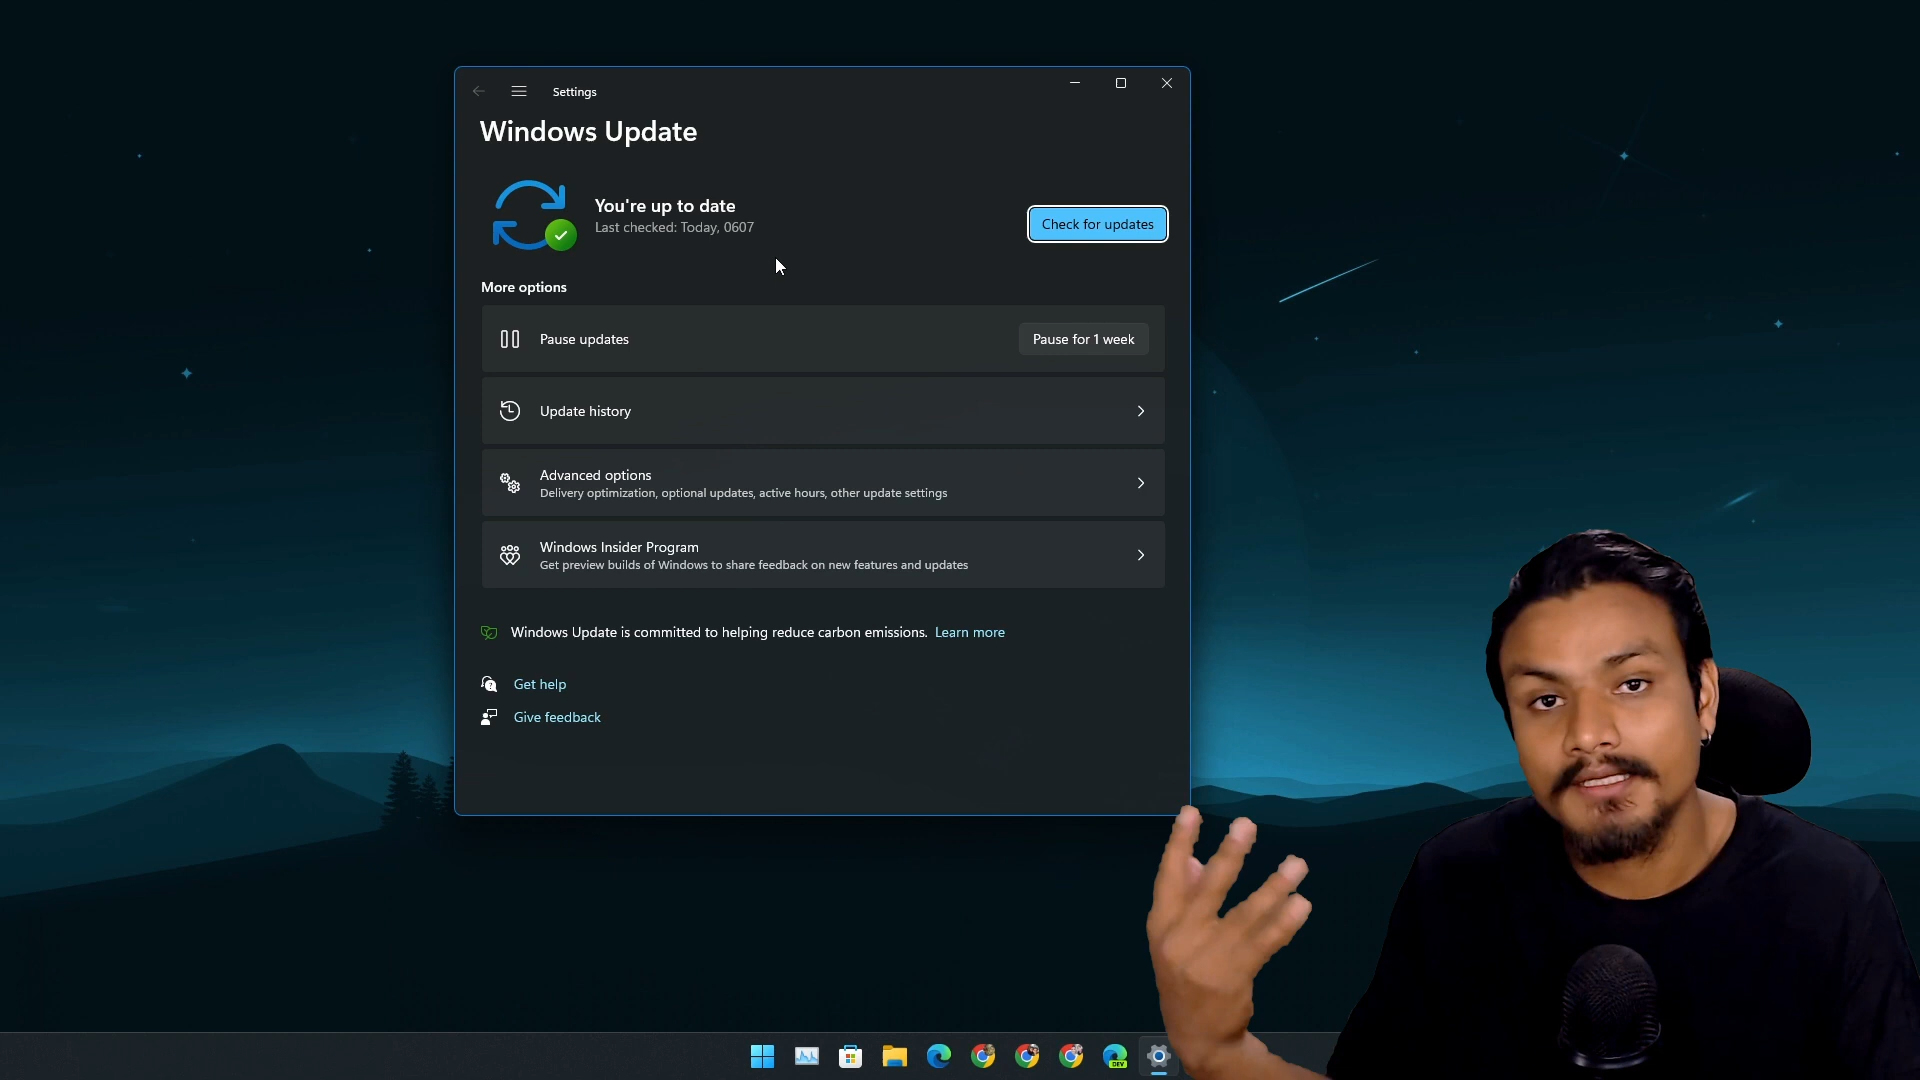 Settings
Windows Update
You're up to date
Last checked: Today, 0607
Check for updates
More options
Pause updates
Pause for 1 week
Update history
Advanced options
Delivery optimization, optional updates, active hours, other update settings
Windows Insider Program
Get preview builds of Windows to share feedback on new features and updates
Windows Update is committed to helping reduce carbon emissions. Learn more
Get help
Give feedback
DEV